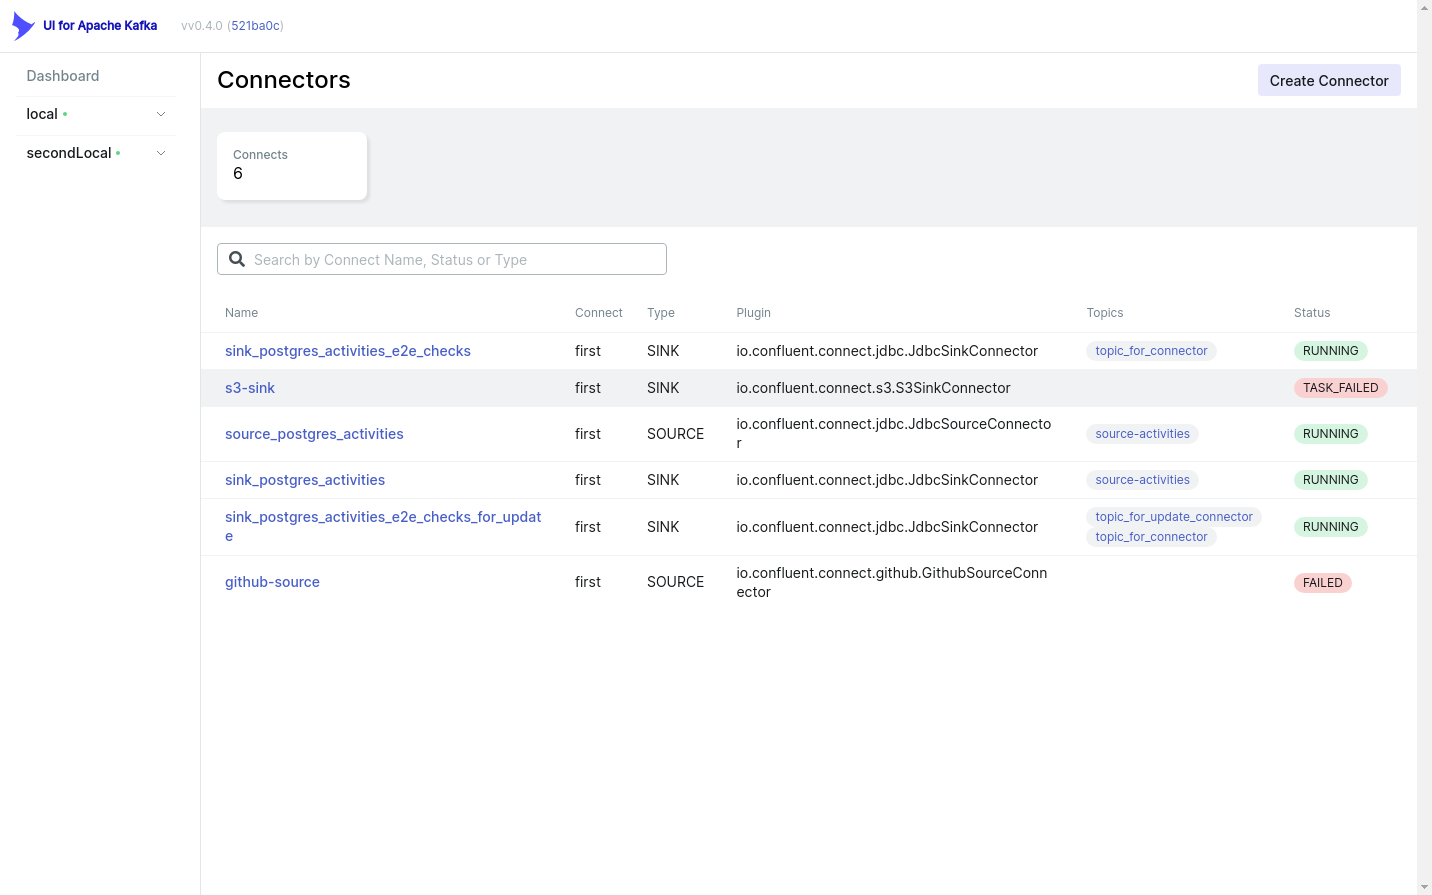 UI for Apache Kafka vv0.4.0 (521ba0c)
Dashboard
local
secondLocal
Connectors
Create Connector
Connects
6
Search by Connect Name, Status or Type
Name Connect Type Plugin Topics Status
sink_postgres_activities_e2e_checks first SINK io.confluent.connect.jdbc.JdbcSinkConnector topic_for_connector RUNNING
s3-sink first SINK io.confluent.connect.s3.S3SinkConnector TASK_FAILED
source_postgres_activities first SOURCE io.confluent.connect.jdbc.JdbcSourceConnecto
r source-activities RUNNING
sink_postgres_activities first SINK io.confluent.connect.jdbc.JdbcSinkConnector source-activities RUNNING
sink_postgres_activities_e2e_checks_for_updat
e first SINK io.confluent.connect.jdbc.JdbcSinkConnector topic_for_update_connector
topic_for_connector RUNNING
github-source first SOURCE io.confluent.connect.github.GithubSourceConn
ector FAILED